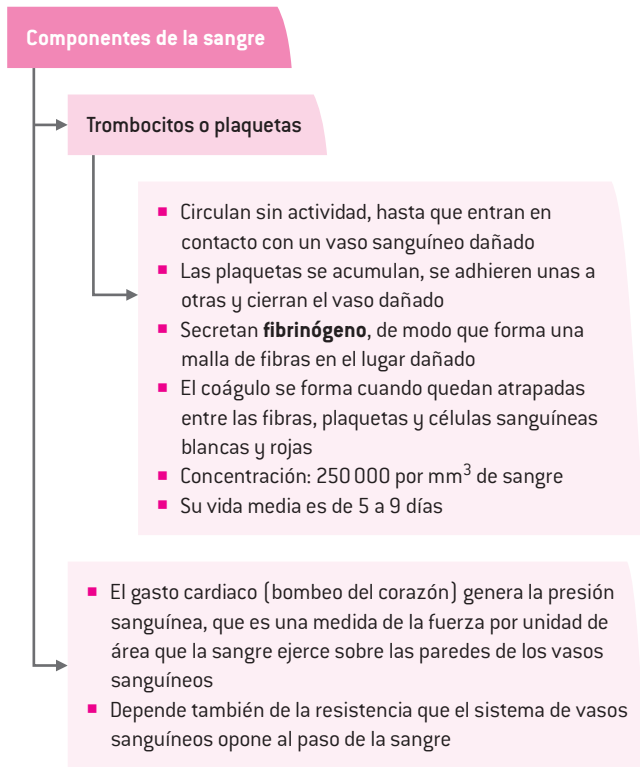 Componentes de la sangre
Trombocitos o plaquetas
▪ Circulan sin actividad, hasta que entran en
contacto con un vaso sanguíneo dañado
▪ Las plaquetas se acumulan, se adhieren unas a
otras y cierran el vaso dañado
▪ Secretan fibrinógeno, de modo que forma una
malla de fibras en el lugar dañado
▪ El coágulo se forma cuando quedan atrapadas
entre las fibras, plaquetas y células sanguíneas
blancas y rojas
▪ Concentración: 250 000 por mm³ de sangre
▪ Su vida media es de 5 a 9 días
▪ El gasto cardiaco (bombeo del corazón) genera la presión
sanguínea, que es una medida de la fuerza por unidad de
área que la sangre ejerce sobre las paredes de los vasos
sanguíneos
▪ Depende también de la resistencia que el sistema de vasos
sanguíneos opone al paso de la sangre